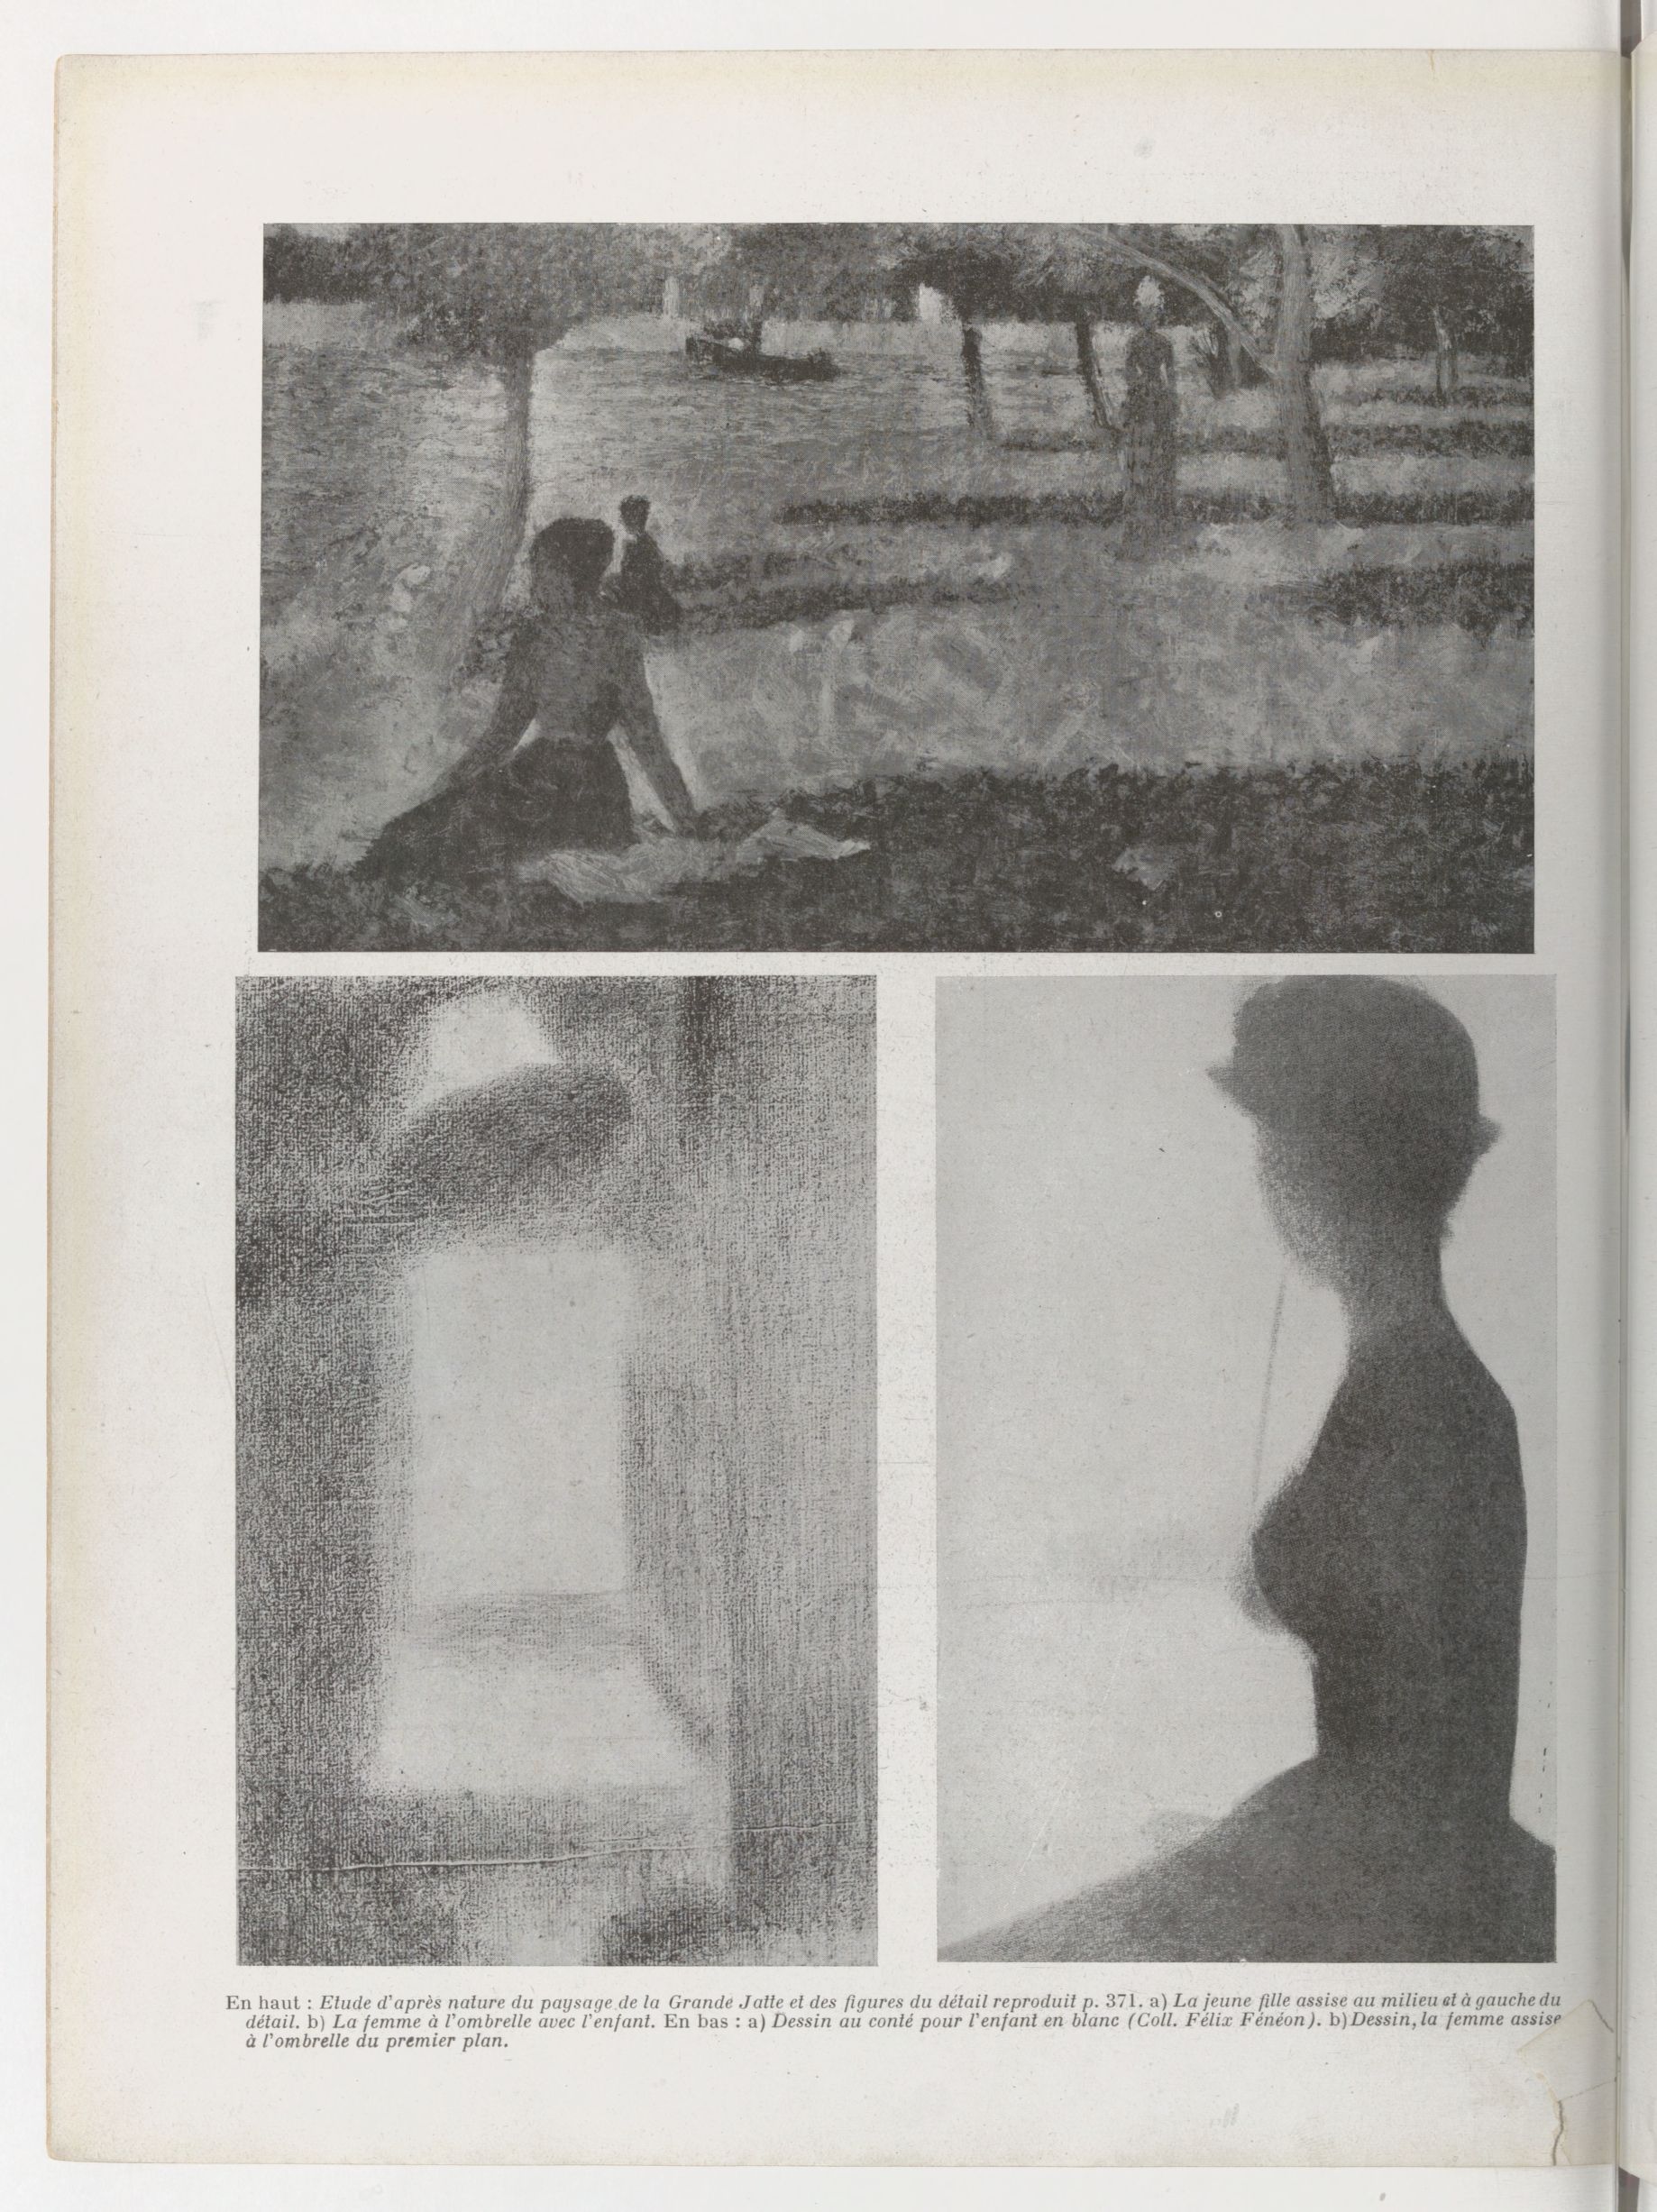 En haut : Etude d'après nature du paysage de la Grande Jatte et des figures du détail reproduit p. 371. a) La jeune fille assise au milieu et à gauche du
détail. b) La femme à l'ombrelle avec l'enfant. En bas : a) Dessin au conté pour l'enfant en blanc (Coll. Félix Fénéon). b) Dessin, la femme assise
à l'ombrelle du premier plan.